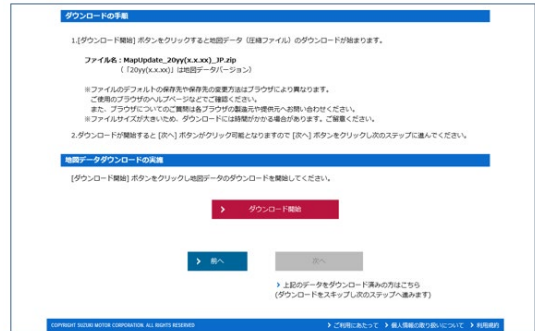 ダウンロードの手順
1.[ダウンロード開始] ボタンをクリックすると地図データ（圧縮ファイル）のダウンロードが始まります。
ファイル名：MapUpdate_20yy(x.x.xx)_JP.zip
（「20yy(x.x.xx)」は地図データバージョン）
※ファイルのデフォルトの保存先や保存先の変更方法はブラウザにより異なります。
ご使用のブラウザのヘルプページなどでご確認ください。
また、ブラウザについてのご質問は各ブラウザの製造元や提供元へお問い合わせください。
※ファイルサイズが大きいため、ダウンロードには時間がかかる場合があります。ご留意ください。
2.ダウンロードが開始すると [次へ] ボタンがクリック可能となりますので [次へ] ボタンをクリックし次のステップに進んでください。
地図データダウンロードの実施
[ダウンロード開始] ボタンをクリックし地図データのダウンロードを開始してください。
ダウンロード開始
前へ 次へ
上記のデータをダウンロード済みの方はこちら
(ダウンロードをスキップし次のステップへ進みます)
COPYRIGHT SUZUKI MOTOR CORPORATION. ALL RIGHTS RESERVED ご利用にあたって 個人情報の取り扱いについて 利用規約